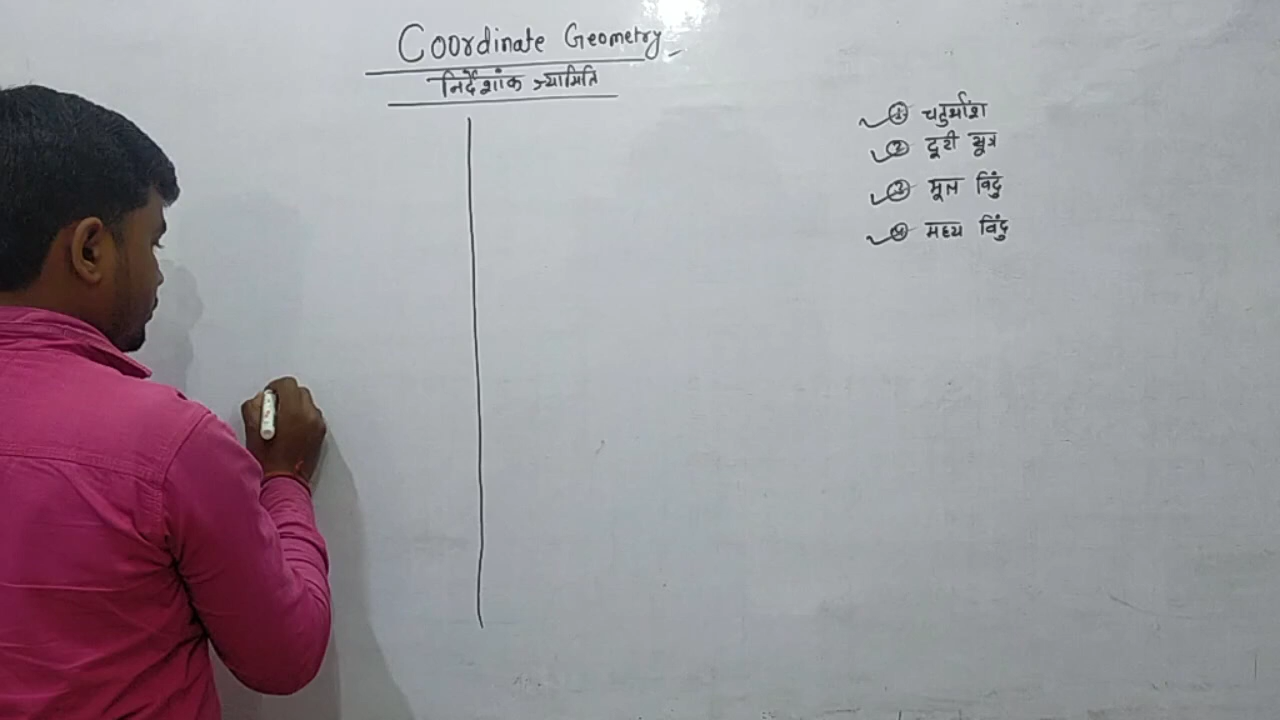 Coordinate Geometry
निर्देशांक ज्यामिति
① चतुर्थांश
② दूरी सूत्र
③ मूल बिंदु
④ मध्य बिंदु